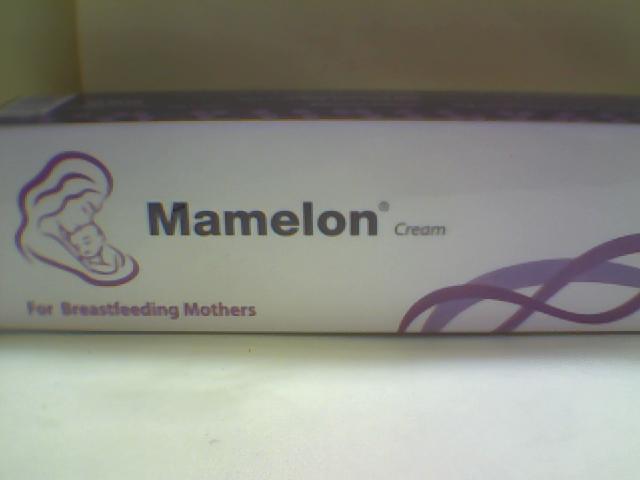 Mamelon® Cream
For Breastfeeding Mothers